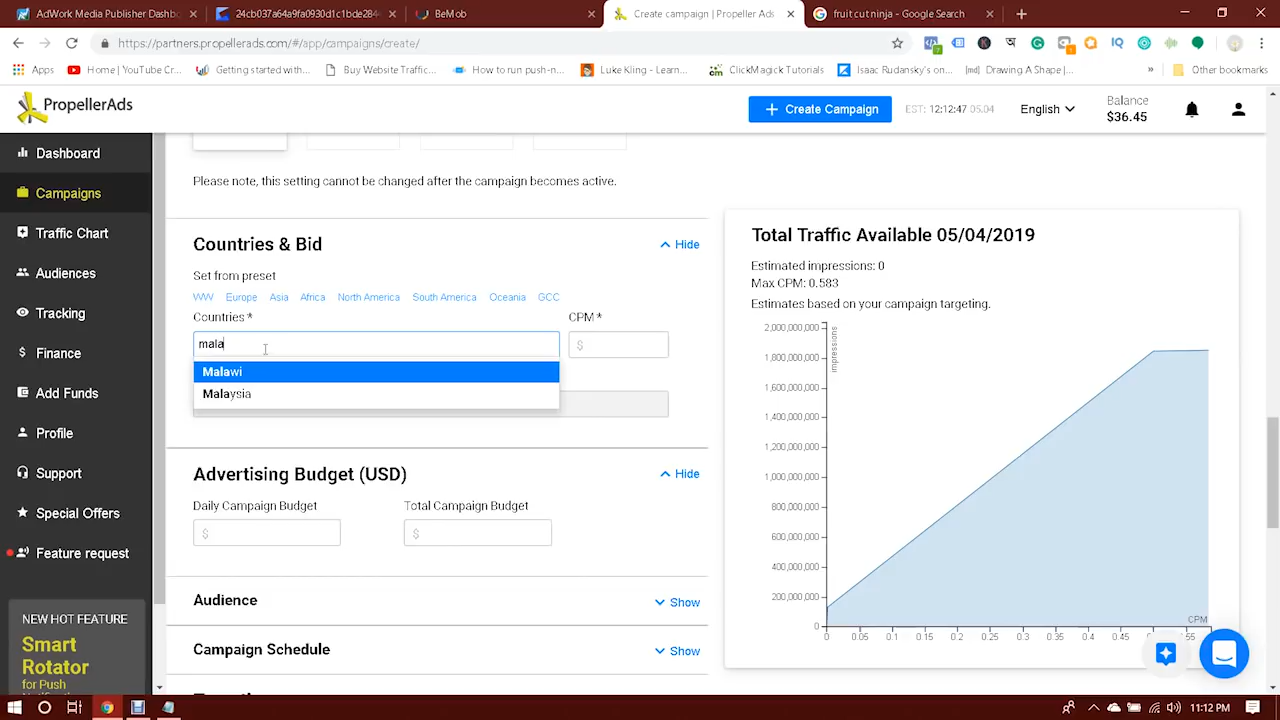 AdWork Media Publisher Dashb
24cb037a64a9fa0930d1c1bde284
BeMob
Create campaign | Propeller Ads
fruit cut ninja - Google Search
https://partners.propellerads.com/#/app/campaigns/create/
Apps
Home | YouTube Cr...
Getting started with...
Buy Website Traffic...
How to run push-n...
Luke Kling - Learn...
ClickMagick Tutorials
Isaac Rudansky's on...
Drawing A Shape |...
»
Other bookmarks
PropellerAds
Create Campaign
EST: 12:12:47 05.04
English
Balance
$36.45
Dashboard
Campaigns
Traffic Chart
Audiences
Tracking
Finance
Add Funds
Profile
Support
Special Offers
Feature request
NEW HOT FEATURE
Smart
Rotator
for Push
Please note, this setting cannot be changed after the campaign becomes active.
Countries & Bid
Hide
Set from preset
WW Europe Asia Africa North America South America Oceania GCC
Countries *
CPM *
mala
$
Malawi
Malaysia
Advertising Budget (USD)
Hide
Daily Campaign Budget
Total Campaign Budget
$
$
Audience
Show
Campaign Schedule
Show
Total Traffic Available 05/04/2019
Estimated impressions: 0
Max CPM: 0.583
Estimates based on your campaign targeting.
impressions
2,000,000,000
1,800,000,000
1,600,000,000
1,400,000,000
1,200,000,000
1,000,000,000
800,000,000
600,000,000
400,000,000
200,000,000
0
CPM
0 0.05 0.1 0.15 0.2 0.25 0.3 0.35 0.4 0.45
11:12 PM